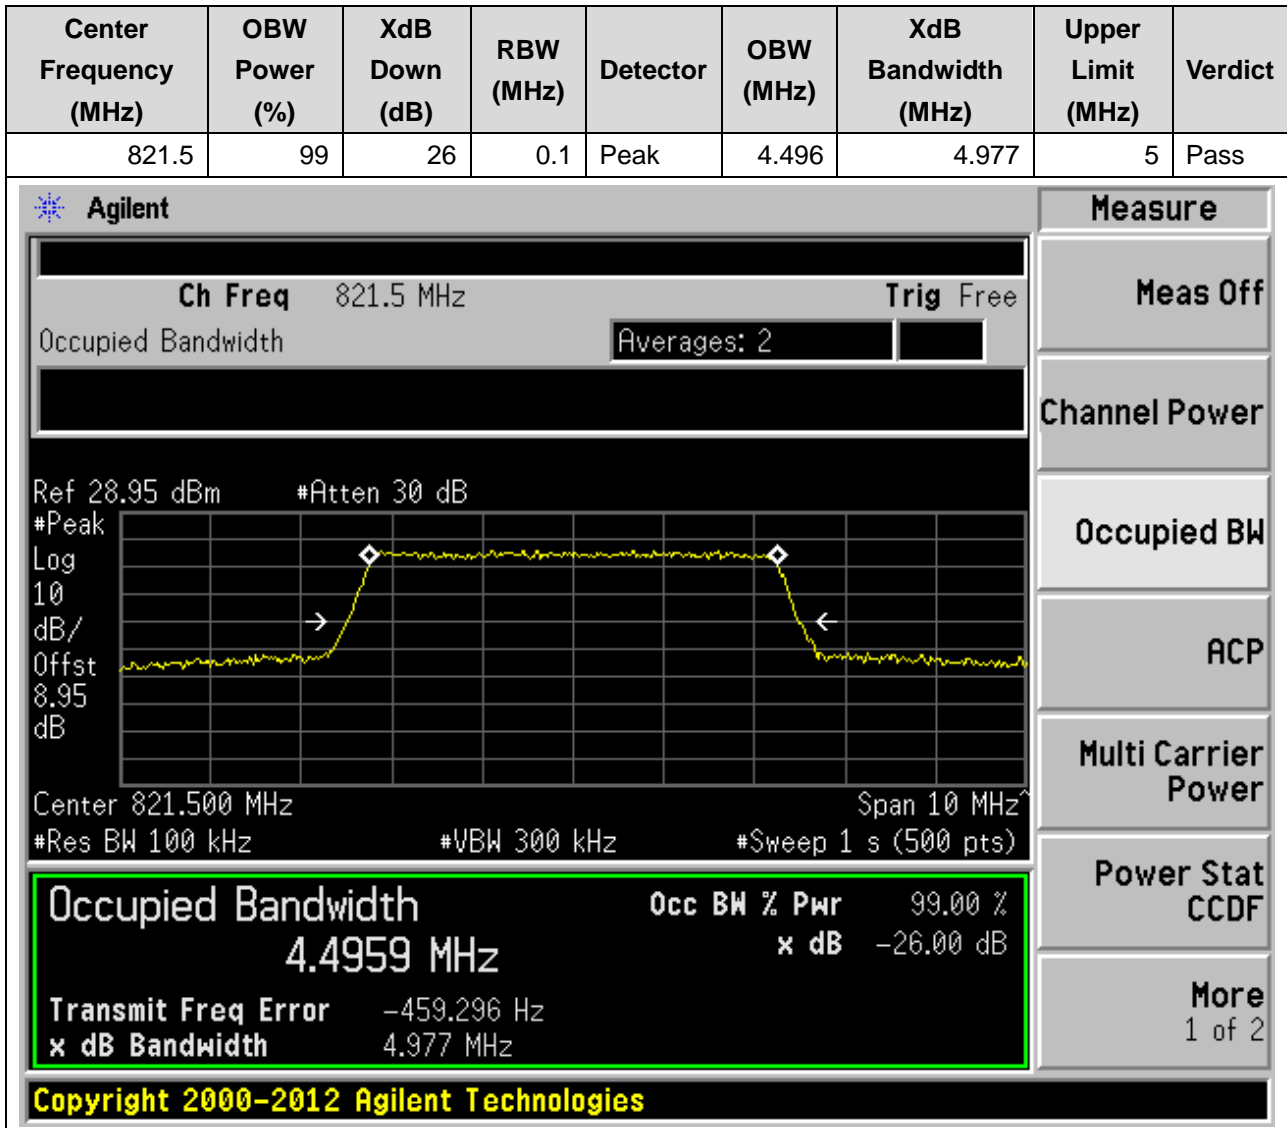 Center Frequency (MHz) OBW Power (%) XdB Down (dB) RBW (MHz) Detector OBW (MHz) XdB Bandwidth (MHz) Upper Limit (MHz) Verdict
821.5 99 26 0.1 Peak 4.496 4.977 5 Pass
Agilent
Ch Freq 821.5 MHz Trig Free
Occupied Bandwidth Averages: 2
Ref 28.95 dBm #Atten 30 dB
#Peak
Log
10
dB/
Offst
8.95
dB
Center 821.500 MHz Span 10 MHz^
#Res BW 100 kHz #VBW 300 kHz #Sweep 1 s (500 pts)
Occupied Bandwidth Occ BW % Pwr 99.00 %
4.4959 MHz x dB -26.00 dB
Transmit Freq Error -459.296 Hz
x dB Bandwidth 4.977 MHz
Measure
Meas Off
Channel Power
Occupied BW
ACP
Multi Carrier
Power
Power Stat
CCDF
More
1 of 2
Copyright 2000-2012 Agilent Technologies